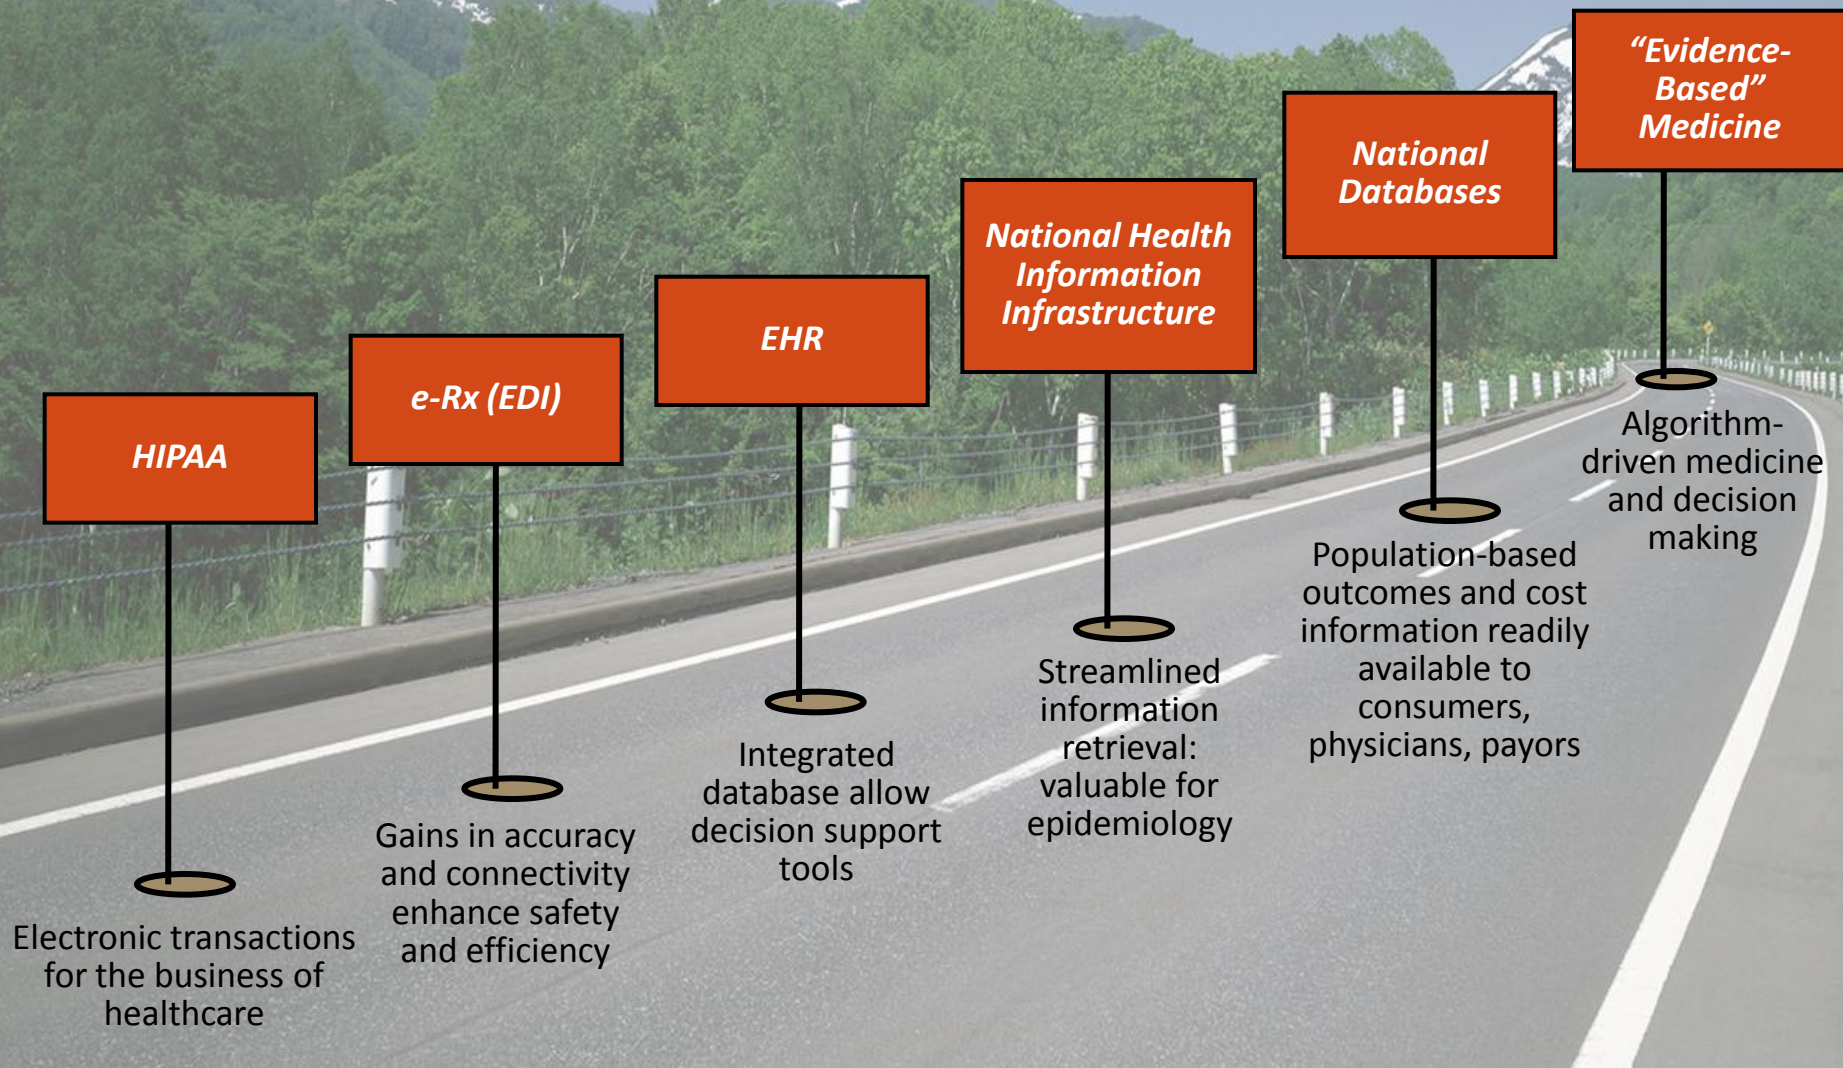 HIPAA
Electronic transactions
for the business of
healthcare
e-Rx (EDI)
Gains in accuracy
and connectivity
enhance safety
and efficiency
EHR
Integrated
database allow
decision support
tools
National Health
Information
Infrastructure
Streamlined
information
retrieval:
valuable for
epidemiology
National
Databases
Population-based
outcomes and cost
information readily
available to
consumers,
physicians, payors
“Evidence-
Based”
Medicine
Algorithm-
driven medicine
and decision
making